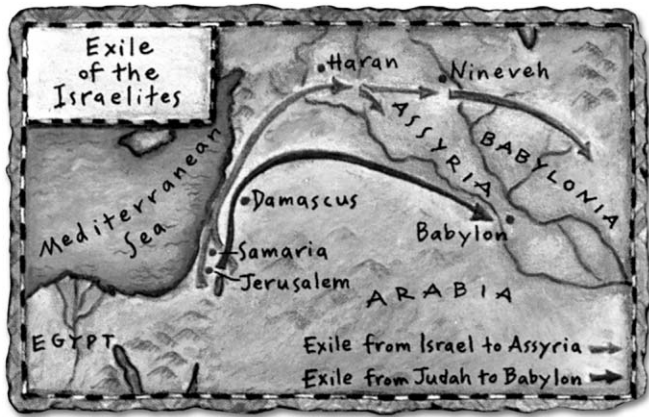 Exile
of the
Israelites
Haran
Nineveh
ASSYRIA
BABYLONIA
Mediterranean
Sea
Damascus
Babylon
Samaria
Jerusalem
ARABIA
EGYPT
Exile from Israel to Assyria
Exile from Judah to Babylon